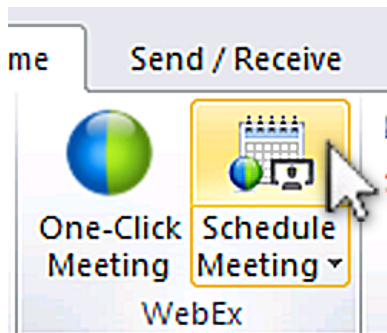 me Send / Receive
One-Click Schedule
Meeting Meeting
WebEx